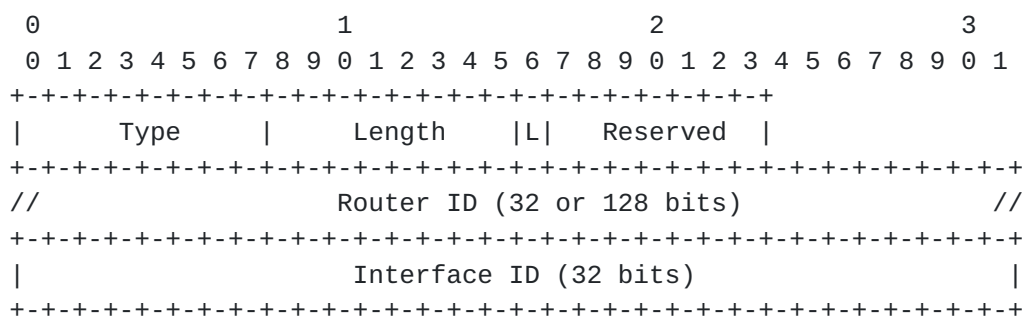 0                   1                   2                   3
 0 1 2 3 4 5 6 7 8 9 0 1 2 3 4 5 6 7 8 9 0 1 2 3 4 5 6 7 8 9 0 1
+-+-+-+-+-+-+-+-+-+-+-+-+-+-+-+-+-+-+-+-+-+-+-+-+
|      Type     |     Length    |L|   Reserved  |
+-+-+-+-+-+-+-+-+-+-+-+-+-+-+-+-+-+-+-+-+-+-+-+-+-+-+-+-+-+-+-+-+
//                   Router ID (32 or 128 bits)                //
+-+-+-+-+-+-+-+-+-+-+-+-+-+-+-+-+-+-+-+-+-+-+-+-+-+-+-+-+-+-+-+-+
|                     Interface ID (32 bits)                    |
+-+-+-+-+-+-+-+-+-+-+-+-+-+-+-+-+-+-+-+-+-+-+-+-+-+-+-+-+-+-+-+-+